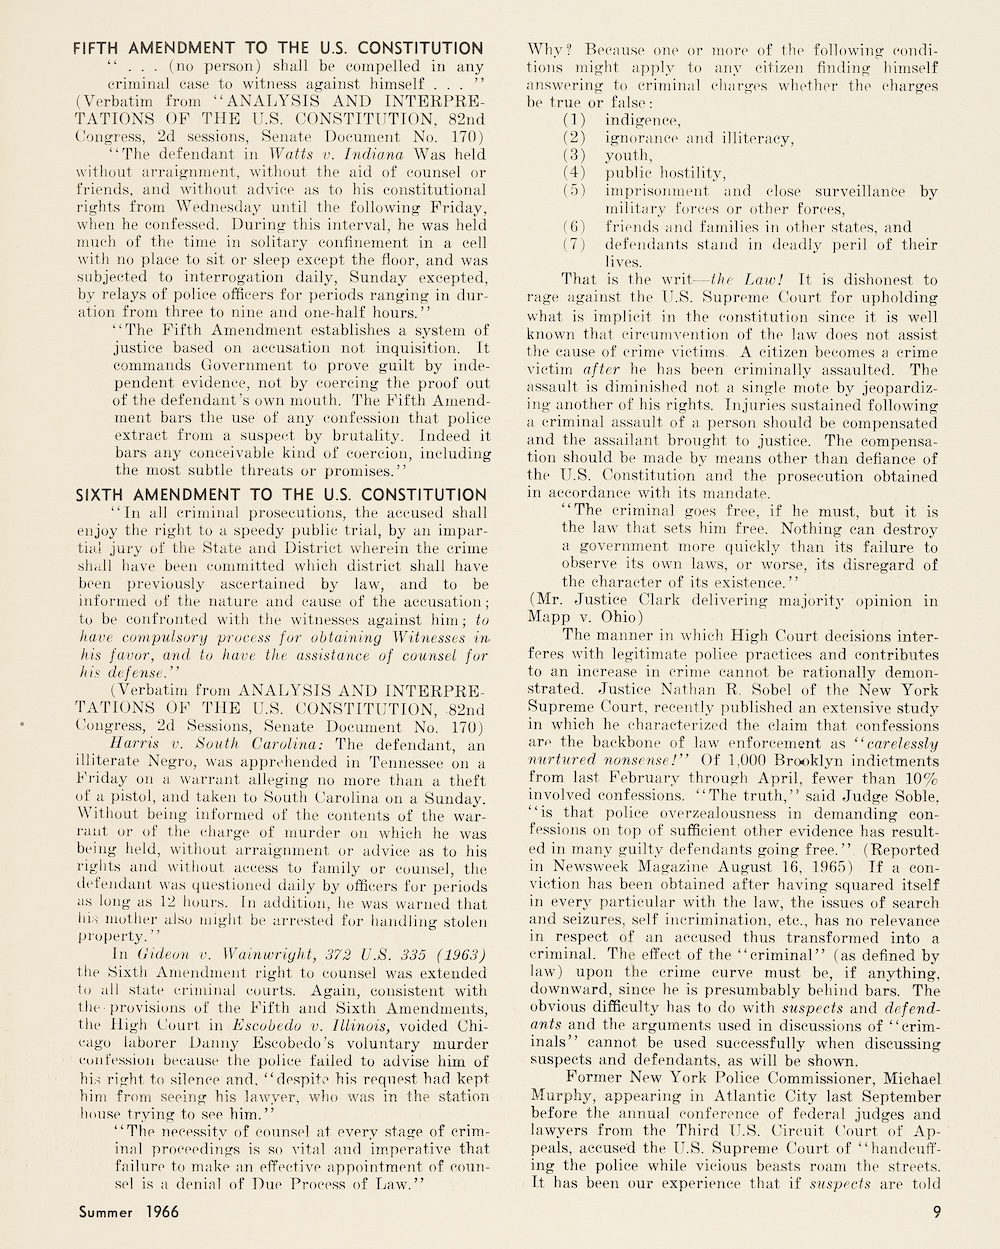 FIFTH AMENDMENT TO THE U.S. CONSTITUTION
“ . . . (no person) shall be compelled in any
criminal case to witness against himself . . . ”
(Verbatim from “ANALYSIS AND INTERPRE-
TATIONS OF THE U.S. CONSTITUTION, 82nd
Congress, 2d sessions, Senate Document No. 170)
“The defendant in Watts v. Indiana Was held
without arraignment, without the aid of counsel or
friends, and without advice as to his constitutional
rights from Wednesday until the following Friday,
when he confessed. During this interval, he was held
much of the time in solitary confinement in a cell
with no place to sit or sleep except the floor, and was
subjected to interrogation daily, Sunday excepted,
by relays of police officers for periods ranging in dur-
ation from three to nine and one-half hours.”
“The Fifth Amendment establishes a system of
justice based on accusation not inquisition. It
commands Government to prove guilt by inde-
pendent evidence, not by coercing the proof out
of the defendant's own mouth. The Fifth Amend-
ment bars the use of any confession that police
extract from a suspect by brutality. Indeed it
bars any conceivable kind of coercion, including
the most subtle threats or promises.”
SIXTH AMENDMENT TO THE U.S. CONSTITUTION
“In all criminal prosecutions, the accused shall
enjoy the right to a speedy public trial, by an impar-
tial jury of the State and District wherein the crime
shall have been committed which district shall have
been previously ascertained by law, and to be
informed of the nature and cause of the accusation;
to be confronted with the witnesses against him; to
have compulsory process for obtaining Witnesses in
his favor, and to have the assistance of counsel for
his defense.”
(Verbatim from ANALYSIS AND INTERPRE-
TATIONS OF THE U.S. CONSTITUTION, 82nd
Congress, 2d Sessions, Senate Document No. 170)
Harris v. South Carolina: The defendant, an
illiterate Negro, was apprehended in Tennessee on a
Friday on a warrant alleging no more than a theft
of a pistol, and taken to South Carolina on a Sunday.
Without being informed of the contents of the war-
rant or of the charge of murder on which he was
being held, without arraignment or advice as to his
rights and without access to family or counsel, the
defendant was questioned daily by officers for periods
as long as 12 hours. In addition, he was warned that
his mother also might be arrested for handling stolen
property.”
In Gideon v. Wainwright, 372 U.S. 335 (1963)
the Sixth Amendment right to counsel was extended
to all state criminal courts. Again, consistent with
the provisions of the Fifth and Sixth Amendments,
the High Court in Escobedo v. Illinois, voided Chi-
cago laborer Danny Escobedo's voluntary murder
confession because the police failed to advise him of
his right to silence and, “despite his request had kept
him from seeing his lawyer, who was in the station
house trying to see him.”
“The necessity of counsel at every stage of crim-
inal proceedings is so vital and imperative that
failure to make an effective appointment of coun-
sel is a denial of Due Process of Law.”
Why? Because one or more of the following condi-
tions might apply to any citizen finding himself
answering to criminal charges whether the charges
be true or false:
(1) indigence,
(2) ignorance and illiteracy,
(3) youth,
(4) public hostility,
(5) imprisonment and close surveillance by
military forces or other forces,
(6) friends and families in other states, and
(7) defendants stand in deadly peril of their
lives.
That is the writ—the Law! It is dishonest to
rage against the U.S. Supreme Court for upholding
what is implicit in the constitution since it is well
known that circumvention of the law does not assist
the cause of crime victims. A citizen becomes a crime
victim after he has been criminally assaulted. The
assault is diminished not a single mote by jeopardiz-
ing another of his rights. Injuries sustained following
a criminal assault of a person should be compensated
and the assailant brought to justice. The compensa-
tion should be made by means other than defiance of
the U.S. Constitution and the prosecution obtained
in accordance with its mandate.
“The criminal goes free, if he must, but it is
the law that sets him free. Nothing can destroy
a government more quickly than its failure to
observe its own laws, or worse, its disregard of
the character of its existence.”
(Mr. Justice Clark delivering majority opinion in
Mapp v. Ohio)
The manner in which High Court decisions inter-
feres with legitimate police practices and contributes
to an increase in crime cannot be rationally demon-
strated. Justice Nathan R. Sobel of the New York
Supreme Court, recently published an extensive study
in which he characterized the claim that confessions
are the backbone of law enforcement as “carelessly
nurtured nonsense!” Of 1,000 Brooklyn indictments
from last February through April, fewer than 10%
involved confessions. “The truth,” said Judge Soble,
“is that police overzealousness in demanding con-
fessions on top of sufficient other evidence has result-
ed in many guilty defendants going free.” (Reported
in Newsweek Magazine August 16, 1965) If a con-
viction has been obtained after having squared itself
in every particular with the law, the issues of search
and seizures, self incrimination, etc., has no relevance
in respect of an accused thus transformed into a
criminal. The effect of the “criminal” (as defined by
law) upon the crime curve must be, if anything,
downward, since he is presumbably behind bars. The
obvious difficulty has to do with suspects and defend-
ants and the arguments used in discussions of “crim-
inals” cannot be used successfully when discussing
suspects and defendants, as will be shown.
Former New York Police Commissioner, Michael
Murphy, appearing in Atlantic City last September
before the annual conference of federal judges and
lawyers from the Third U.S. Circuit Court of Ap-
peals, accused the U.S. Supreme Court of “handcuff-
ing the police while vicious beasts roam the streets.
It has been our experience that if suspects are told
Summer 1966
9